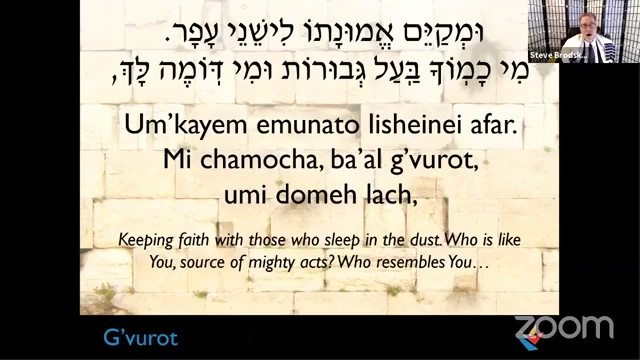 וּמְקַיֵּם אֱמוּנָתוֹ לִישֵׁנֵי עָפָר.
מִי כָמֽוֹךָ בַּֽעַל גְּבוּרוֹת וּמִי דּֽוֹמֶה לָּךְ,
Um’kayem emunato lisheinei afar.
Mi chamocha, ba’al g’vurot,
umi domeh lach,
Keeping faith with those who sleep in the dust. Who is like
You, source of mighty acts? Who resembles You…
G’vurot
Steve Brodsk...
zoom